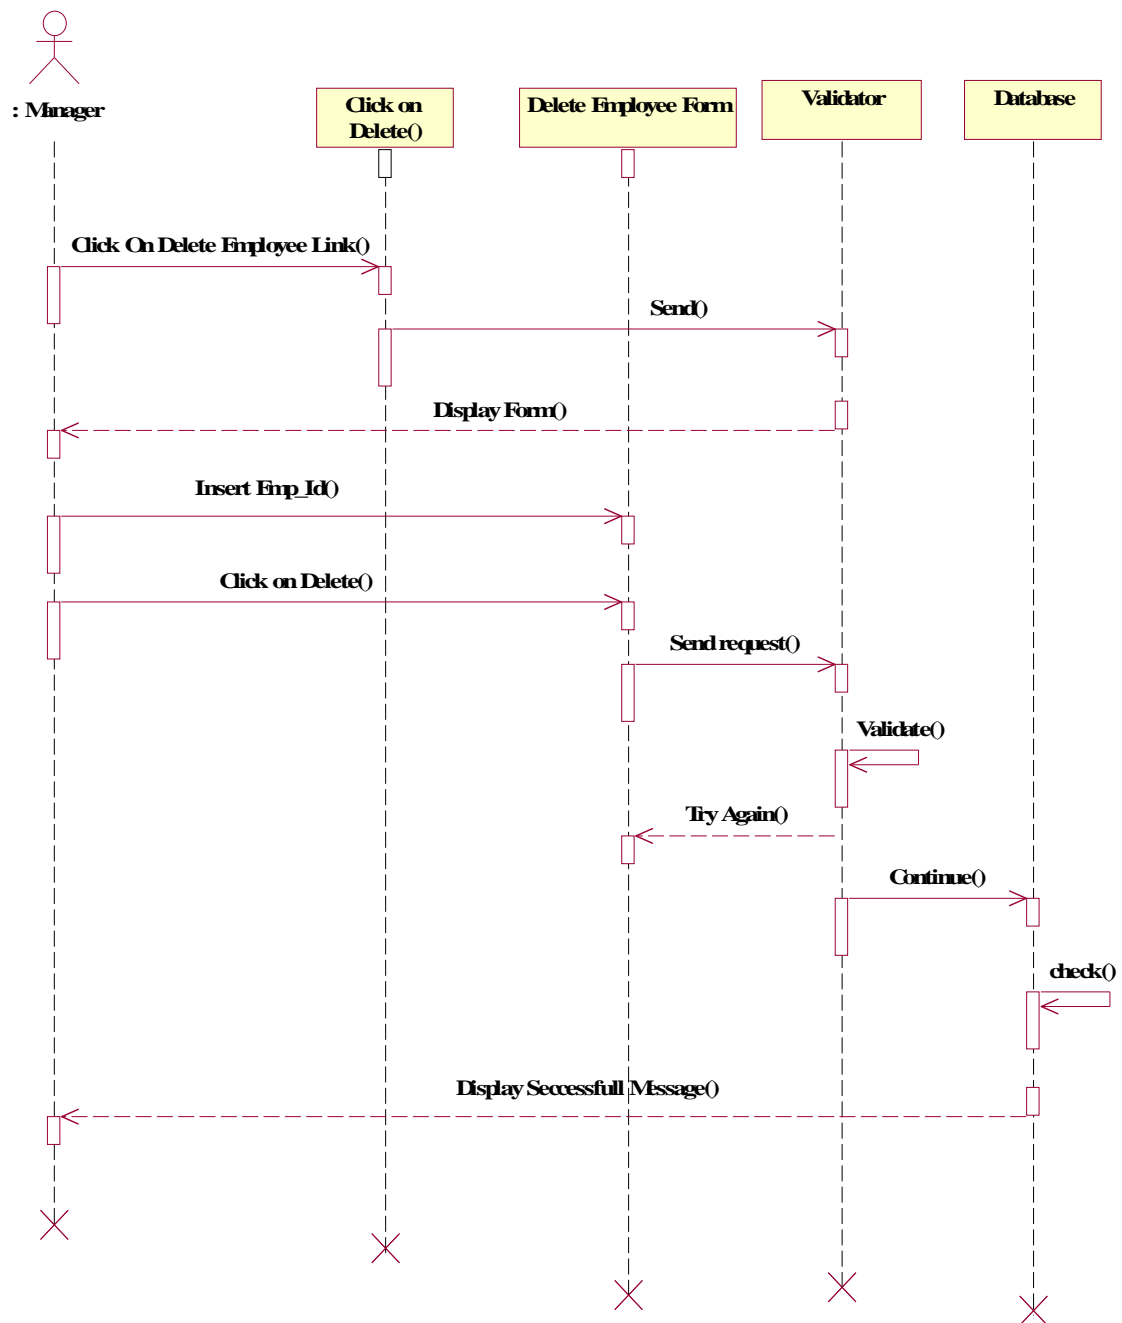 : Manager
Click on
Delete()
Delete Employee Form
Validator
Database
Click On Delete Employee Link()
Send()
Display Form()
Insert Emp_Id()
Click on Delete()
Send request()
Validate()
Try Again()
Continue()
check()
Display Seccessfull Message()